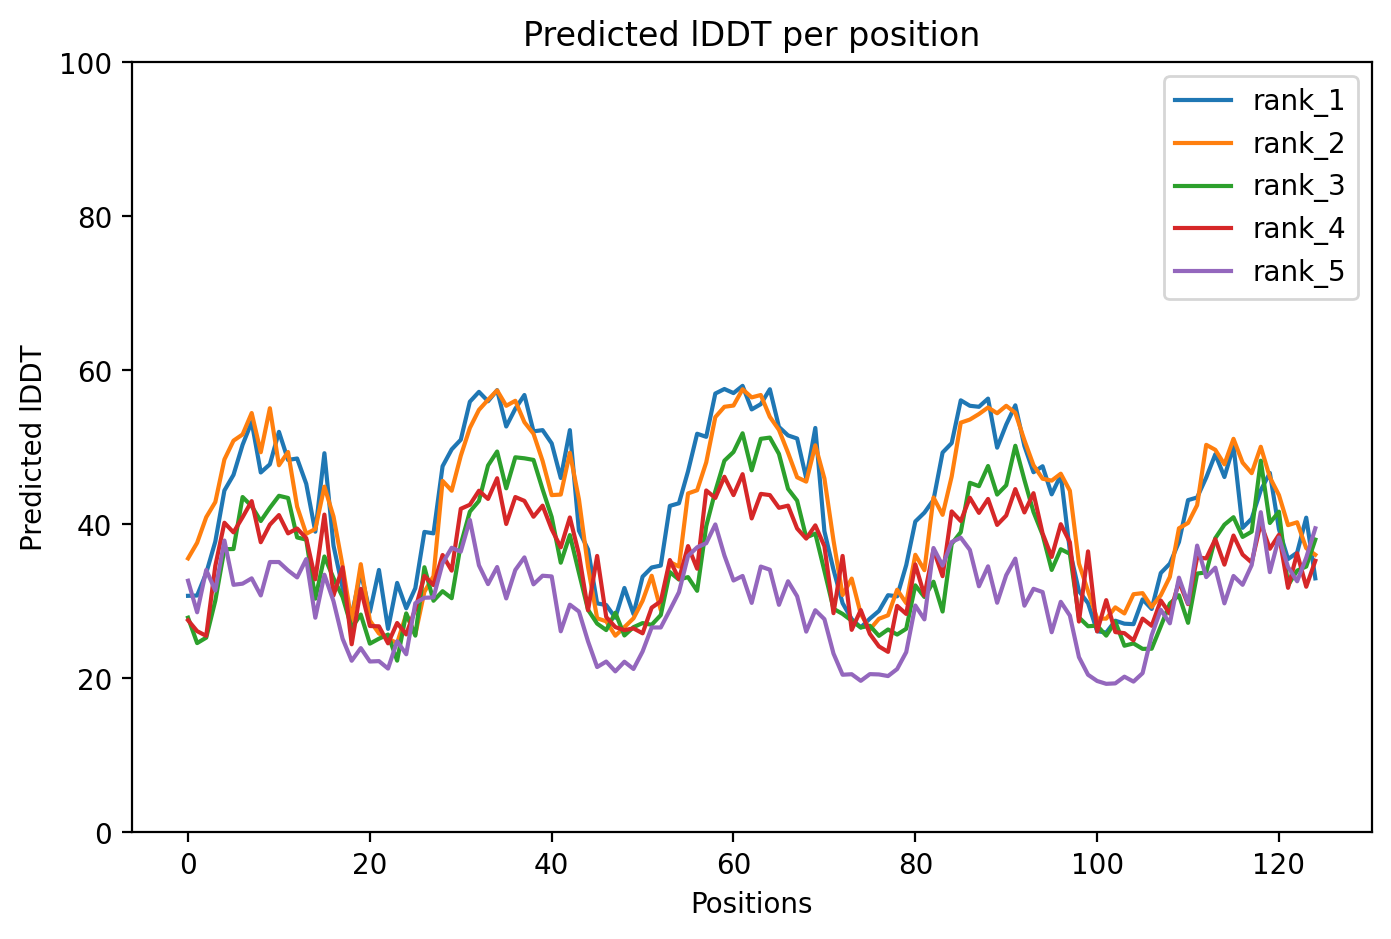 Predicted lDDT per position
100
80
60
40
20
0
Predicted lDDT
0 20 40 60 80 100 120
Positions
rank_1
rank_2
rank_3
rank_4
rank_5